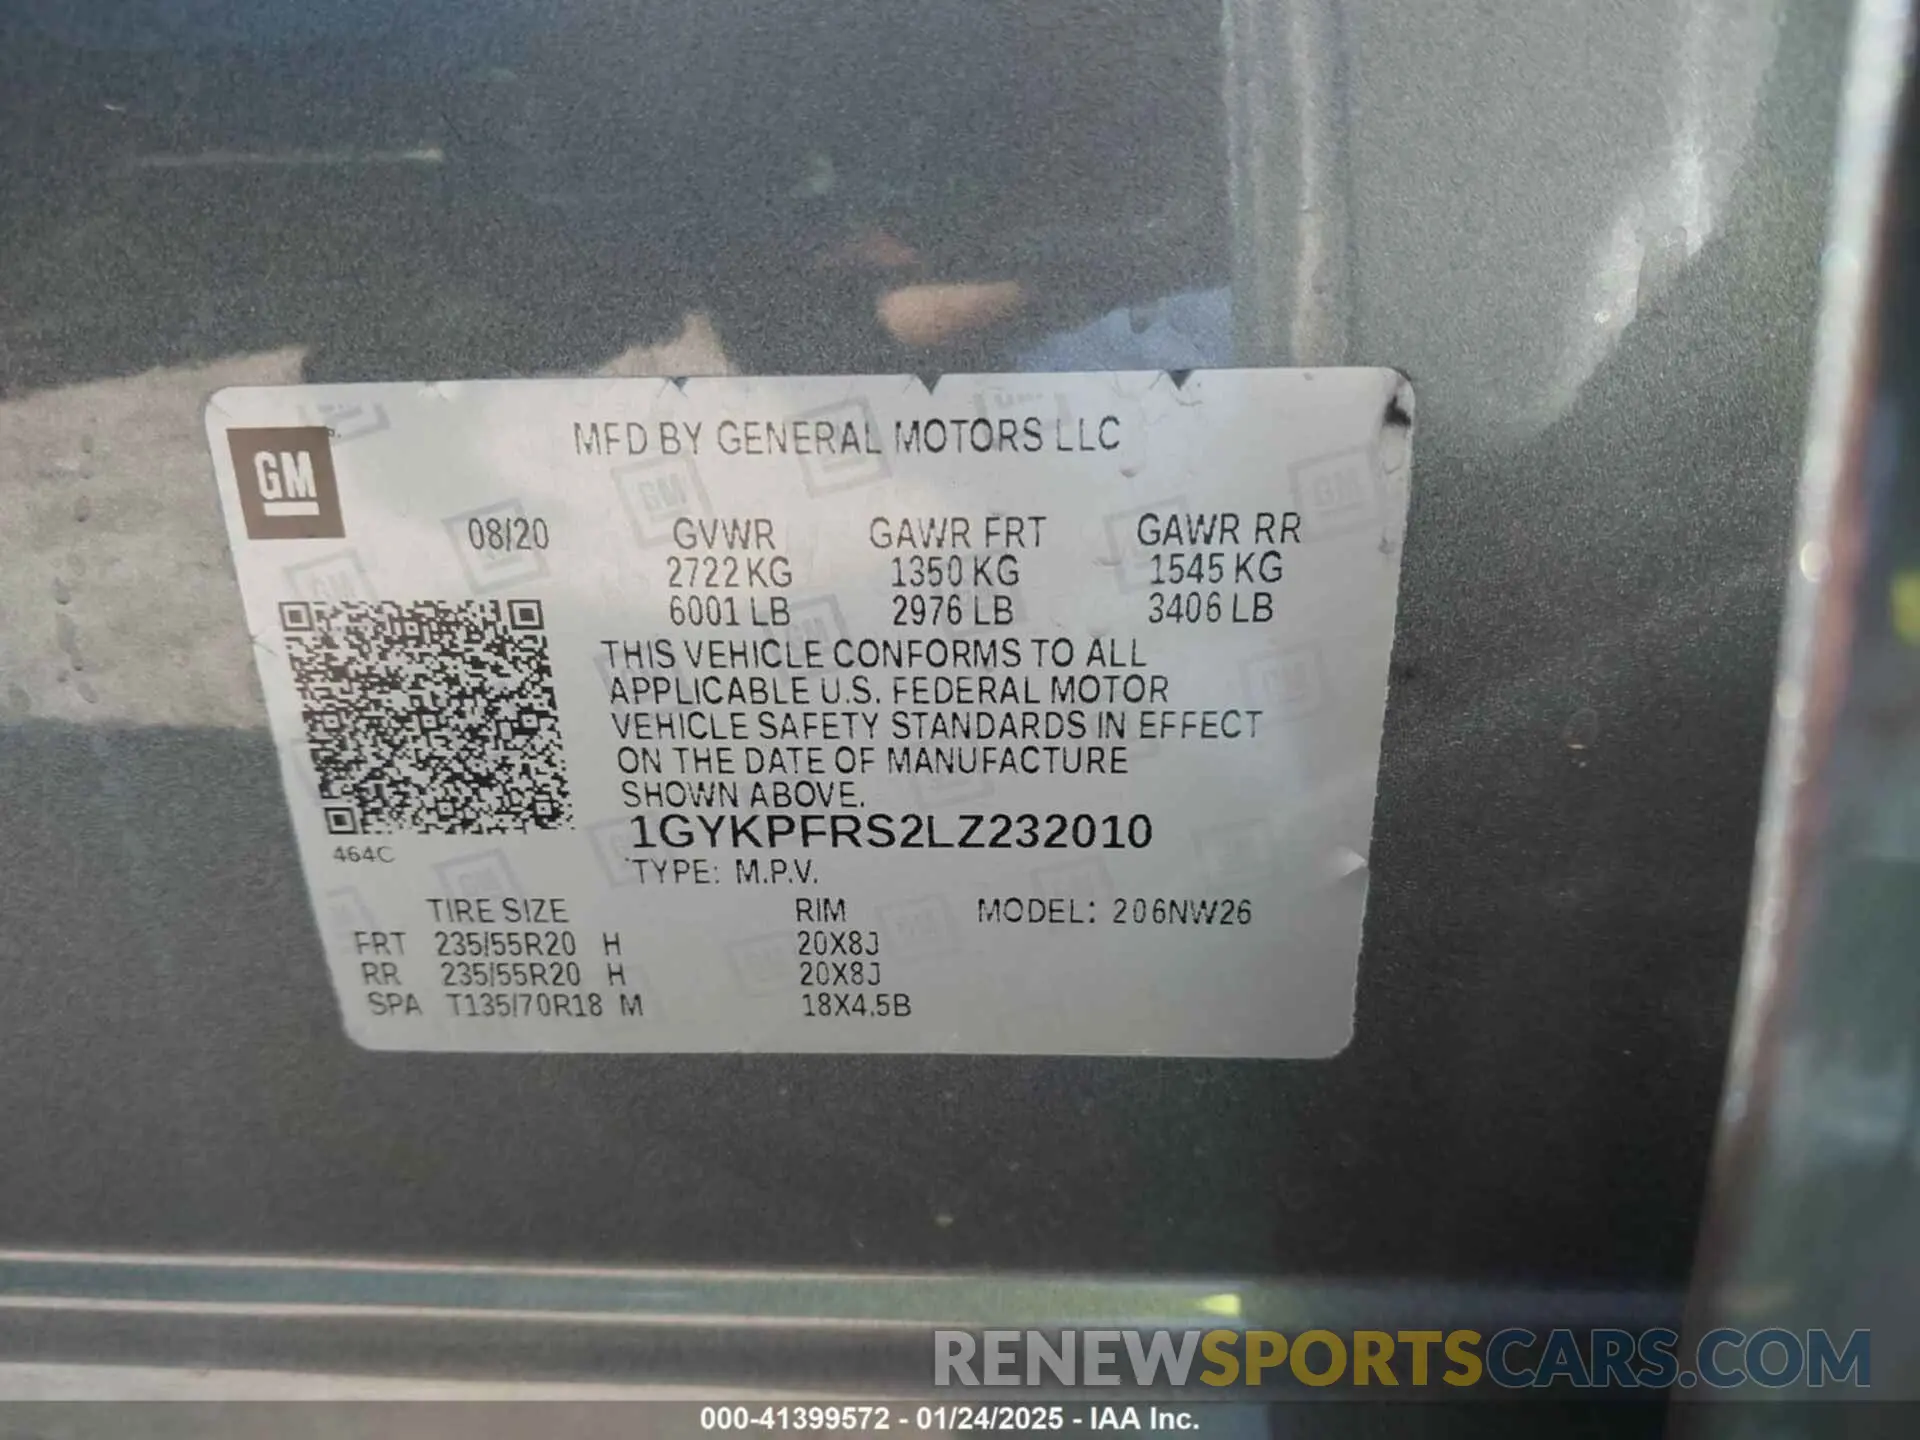 MFD BY GENERAL MOTORS LLC
GM
08/20 GVWR GAWR FRT GAWR RR
2722 KG 1350 KG 1545 KG
6001 LB 2976 LB 3406 LB
THIS VEHICLE CONFORMS TO ALL
APPLICABLE U.S. FEDERAL MOTOR
VEHICLE SAFETY STANDARDS IN EFFECT
ON THE DATE OF MANUFACTURE
SHOWN ABOVE.
1GYKPFRS2LZ232010
464C
TYPE: M.P.V.
TIRE SIZE RIM MODEL: 206NW26
FRT 235/55R20 H 20X8J
RR 235/55R20 H 20X8J
SPA T135/70R18 M 18X4.5B
RENEWSPORTSCARS.COM
000-41399572 - 01/24/2025 - IAA Inc.